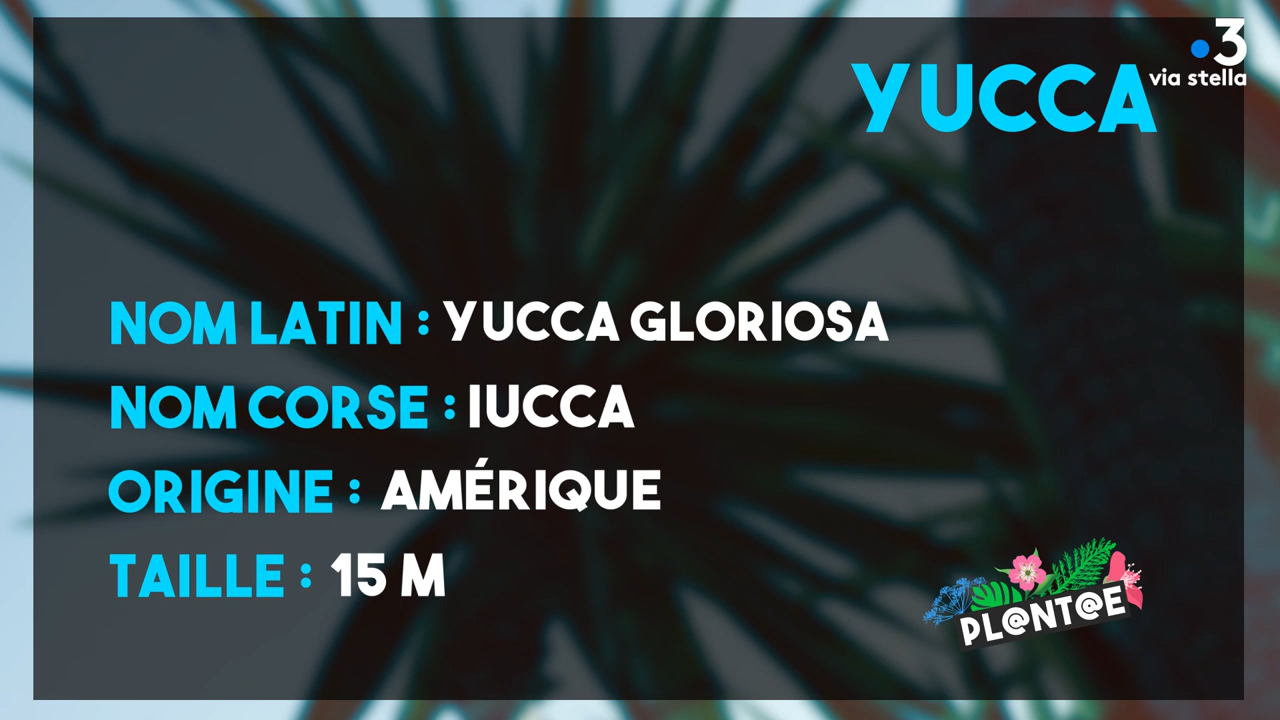 3
via stella
YUCCA
NOM LATIN : YUCCA GLORIOSA
NOM CORSE : IUCCA
ORIGINE : AMÉRIQUE
TAILLE : 15 M
PL@NT@E